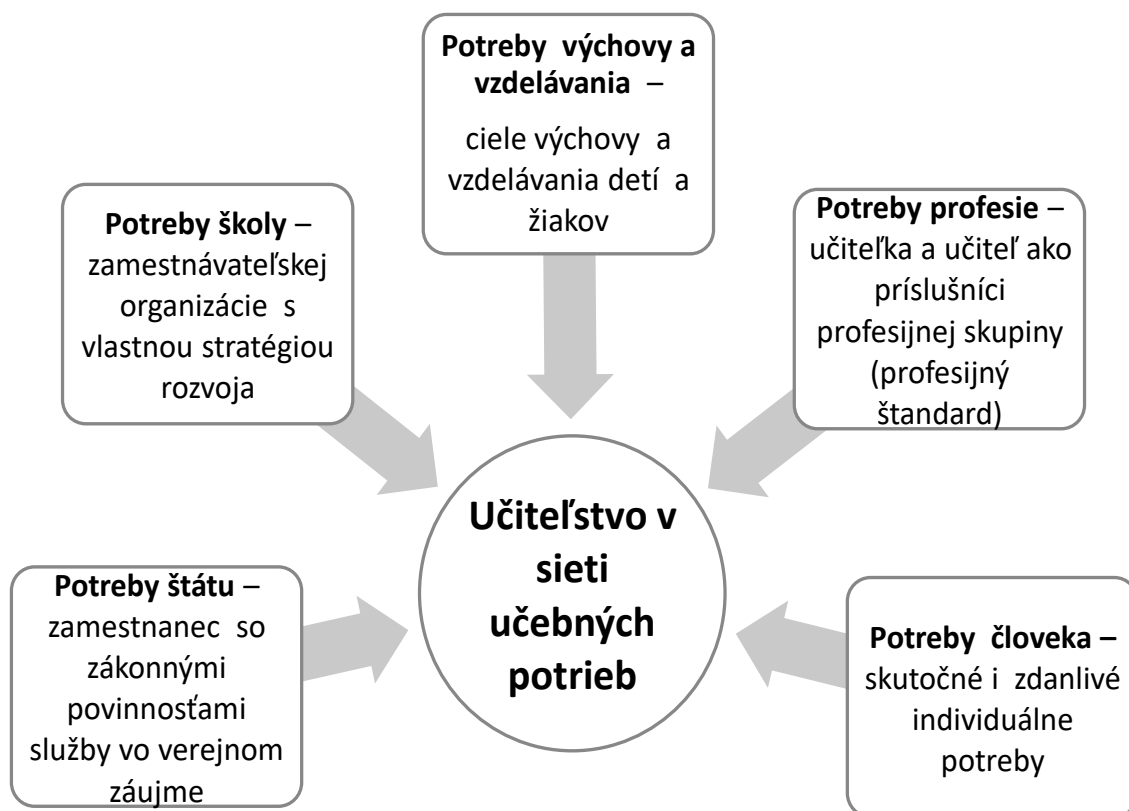 Potreby výchovy a
vzdelávania –
ciele výchovy a
vzdelávania detí a
žiakov
Potreby školy –
zamestnávateľskej
organizácie s
vlastnou stratégiou
rozvoja
Potreby profesie –
učiteľka a učiteľ ako
príslušníci
profesijnej skupiny
(profesijný
štandard)
Učiteľstvo v
sieti
učebných
potrieb
Potreby štátu –
zamestnanec so
zákonnými
povinnosťami
služby vo verejnom
záujme
Potreby človeka –
skutočné i zdanlivé
individuálne
potreby